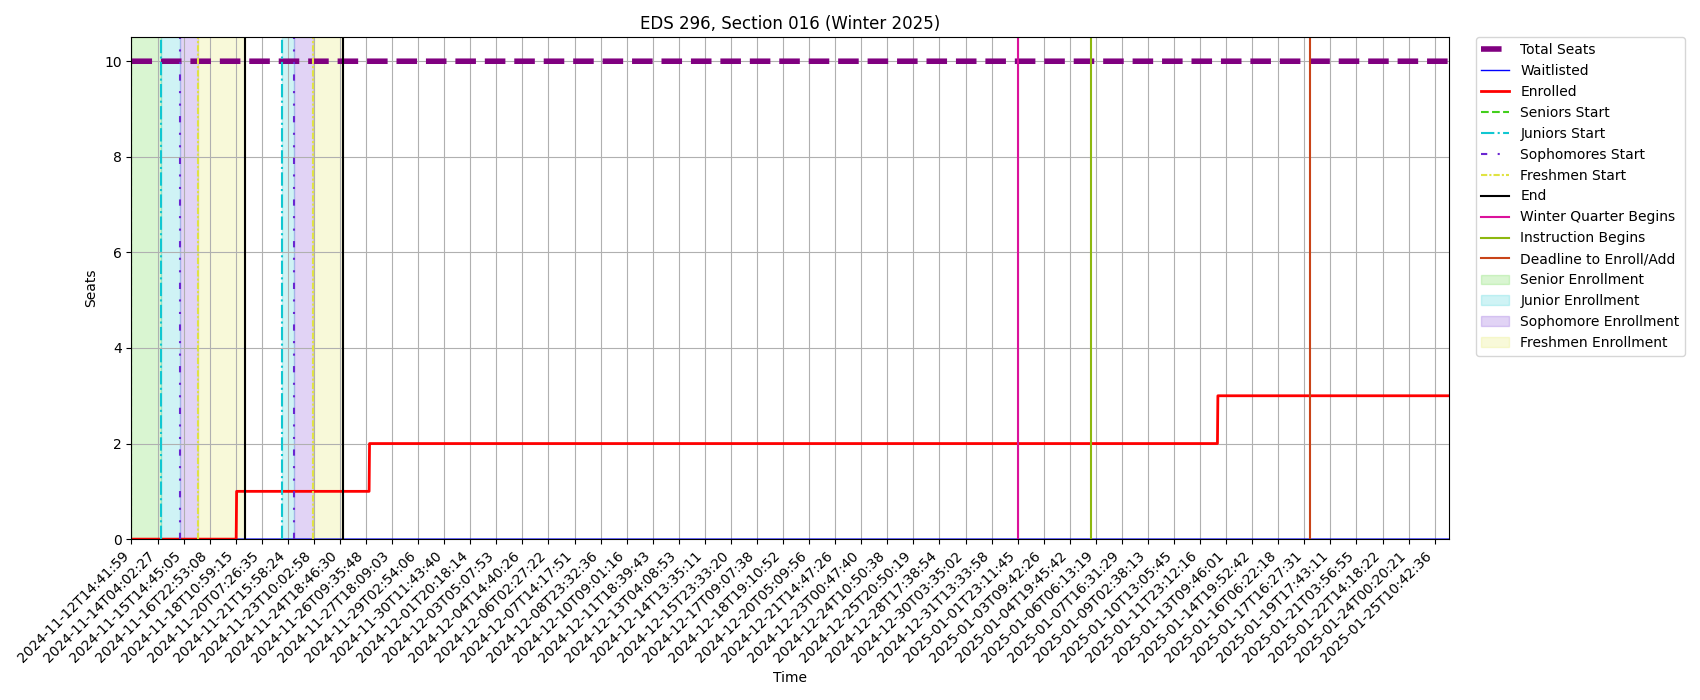 EDS 296, Section 016 (Winter 2025)
Seats
10
8
6
4
2
0
2024-11-12T14:41:59
2024-11-14T04:02:27
2024-11-15T14:45:05
2024-11-16T22:53:08
2024-11-18T10:59:15
2024-11-20T07:26:35
2024-11-21T15:58:24
2024-11-23T10:02:58
2024-11-24T18:46:30
2024-11-26T09:35:48
2024-11-27T18:09:03
2024-11-29T02:54:06
2024-11-30T11:43:40
2024-12-01T20:18:14
2024-12-03T05:07:53
2024-12-04T14:40:26
2024-12-06T02:27:22
2024-12-07T14:17:51
2024-12-08T23:32:36
2024-12-10T09:01:16
2024-12-11T18:39:43
2024-12-13T04:08:53
2024-12-14T13:35:11
2024-12-15T23:33:20
2024-12-17T09:07:38
2024-12-18T19:10:52
2024-12-20T05:09:56
2024-12-21T14:47:26
2024-12-23T00:47:40
2024-12-24T10:50:38
2024-12-25T20:50:19
2024-12-28T17:38:54
2024-12-30T03:35:02
2024-12-31T13:33:58
2025-01-01T23:11:45
2025-01-03T09:42:26
2025-01-04T19:45:42
2025-01-06T06:13:19
2025-01-07T16:31:29
2025-01-09T02:38:13
2025-01-10T13:05:45
2025-01-11T23:12:16
2025-01-13T09:46:01
2025-01-14T19:52:42
2025-01-16T06:22:18
2025-01-17T16:27:31
2025-01-19T17:43:11
2025-01-21T03:56:55
2025-01-22T14:18:22
2025-01-24T00:20:21
2025-01-25T10:42:36
Time
Total Seats
Waitlisted
Enrolled
Seniors Start
Juniors Start
Sophomores Start
Freshmen Start
End
Winter Quarter Begins
Instruction Begins
Deadline to Enroll/Add
Senior Enrollment
Junior Enrollment
Sophomore Enrollment
Freshmen Enrollment